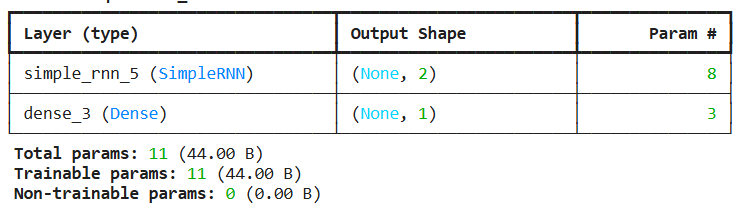 Layer (type) Output Shape Param #
simple_rnn_5 (SimpleRNN) (None, 2) 8
dense_3 (Dense) (None, 1) 3
Total params: 11 (44.00 B)
Trainable params: 11 (44.00 B)
Non-trainable params: 0 (0.00 B)